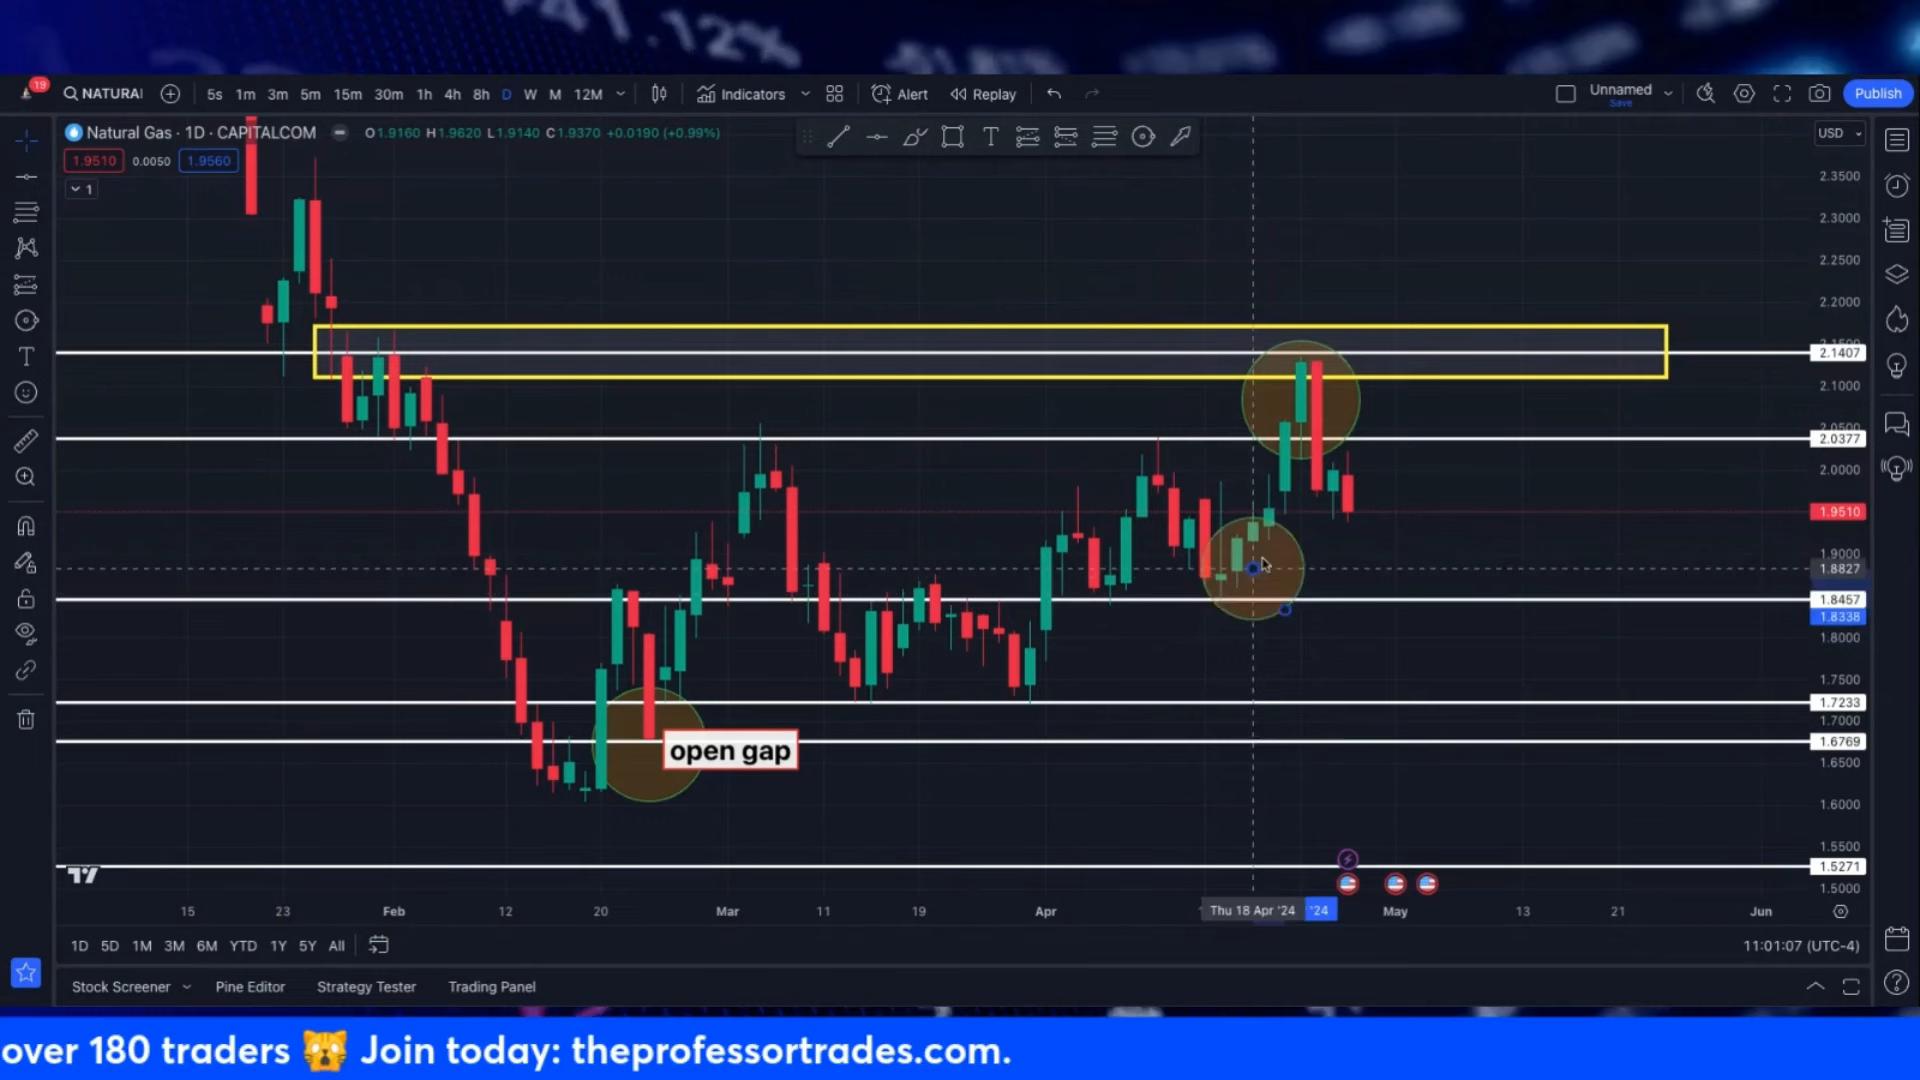 41.12%
19
NATURAI
5s 1m 3m 5m 15m 30m 1h 4h 8h D W M 12M
Indicators
Alert
Replay
Unnamed
Save
Publish
Natural Gas · 1D · CAPITALCOM
O1.9160 H1.9620 L1.9140 C1.9370 +0.0190 (+0.99%)
USD
1.9510 0.0050 1.9560
1
2.3500
2.3000
2.2500
2.2000
2.1407
2.1000
2.0377
2.0000
1.9510
1.9000
1.8827
1.8457
1.8338
1.8000
1.7500
1.7233
1.7000
1.6769
1.6500
1.6000
1.5500
1.5271
1.5000
open gap
15 23 Feb 12 20 Mar 11 19 Apr Thu 18 Apr '24 '24 May 13 21 Jun
1D 5D 1M 3M 6M YTD 1Y 5Y All
11:01:07 (UTC-4)
Stock Screener Pine Editor Strategy Tester Trading Panel
over 180 traders 🙀 Join today: theprofessortrades.com.